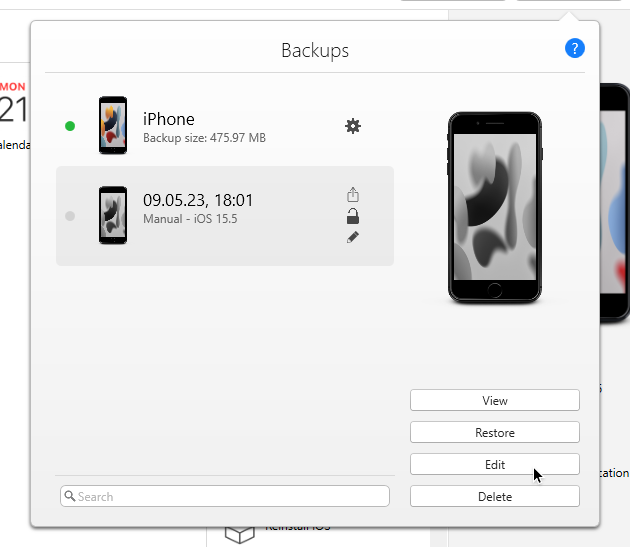 Backups
?
MON
21
alenda
iPhone
Backup size: 475.97 MB
09.05.23, 18:01
Manual - iOS 15.5
View
Restore
Edit
Delete
Search
cation
Reinstall iOS